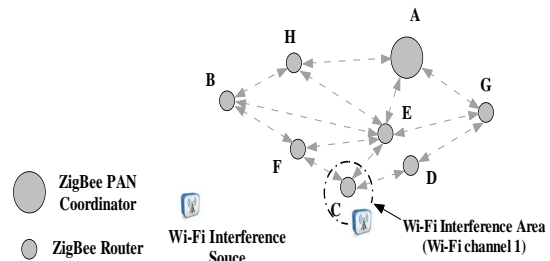 A
H
B
G
E
F
D
C
ZigBee PAN
Coordinator
ZigBee Router
Wi-Fi Interference
Souce
Wi-Fi Interference Area
(Wi-Fi channel 1)